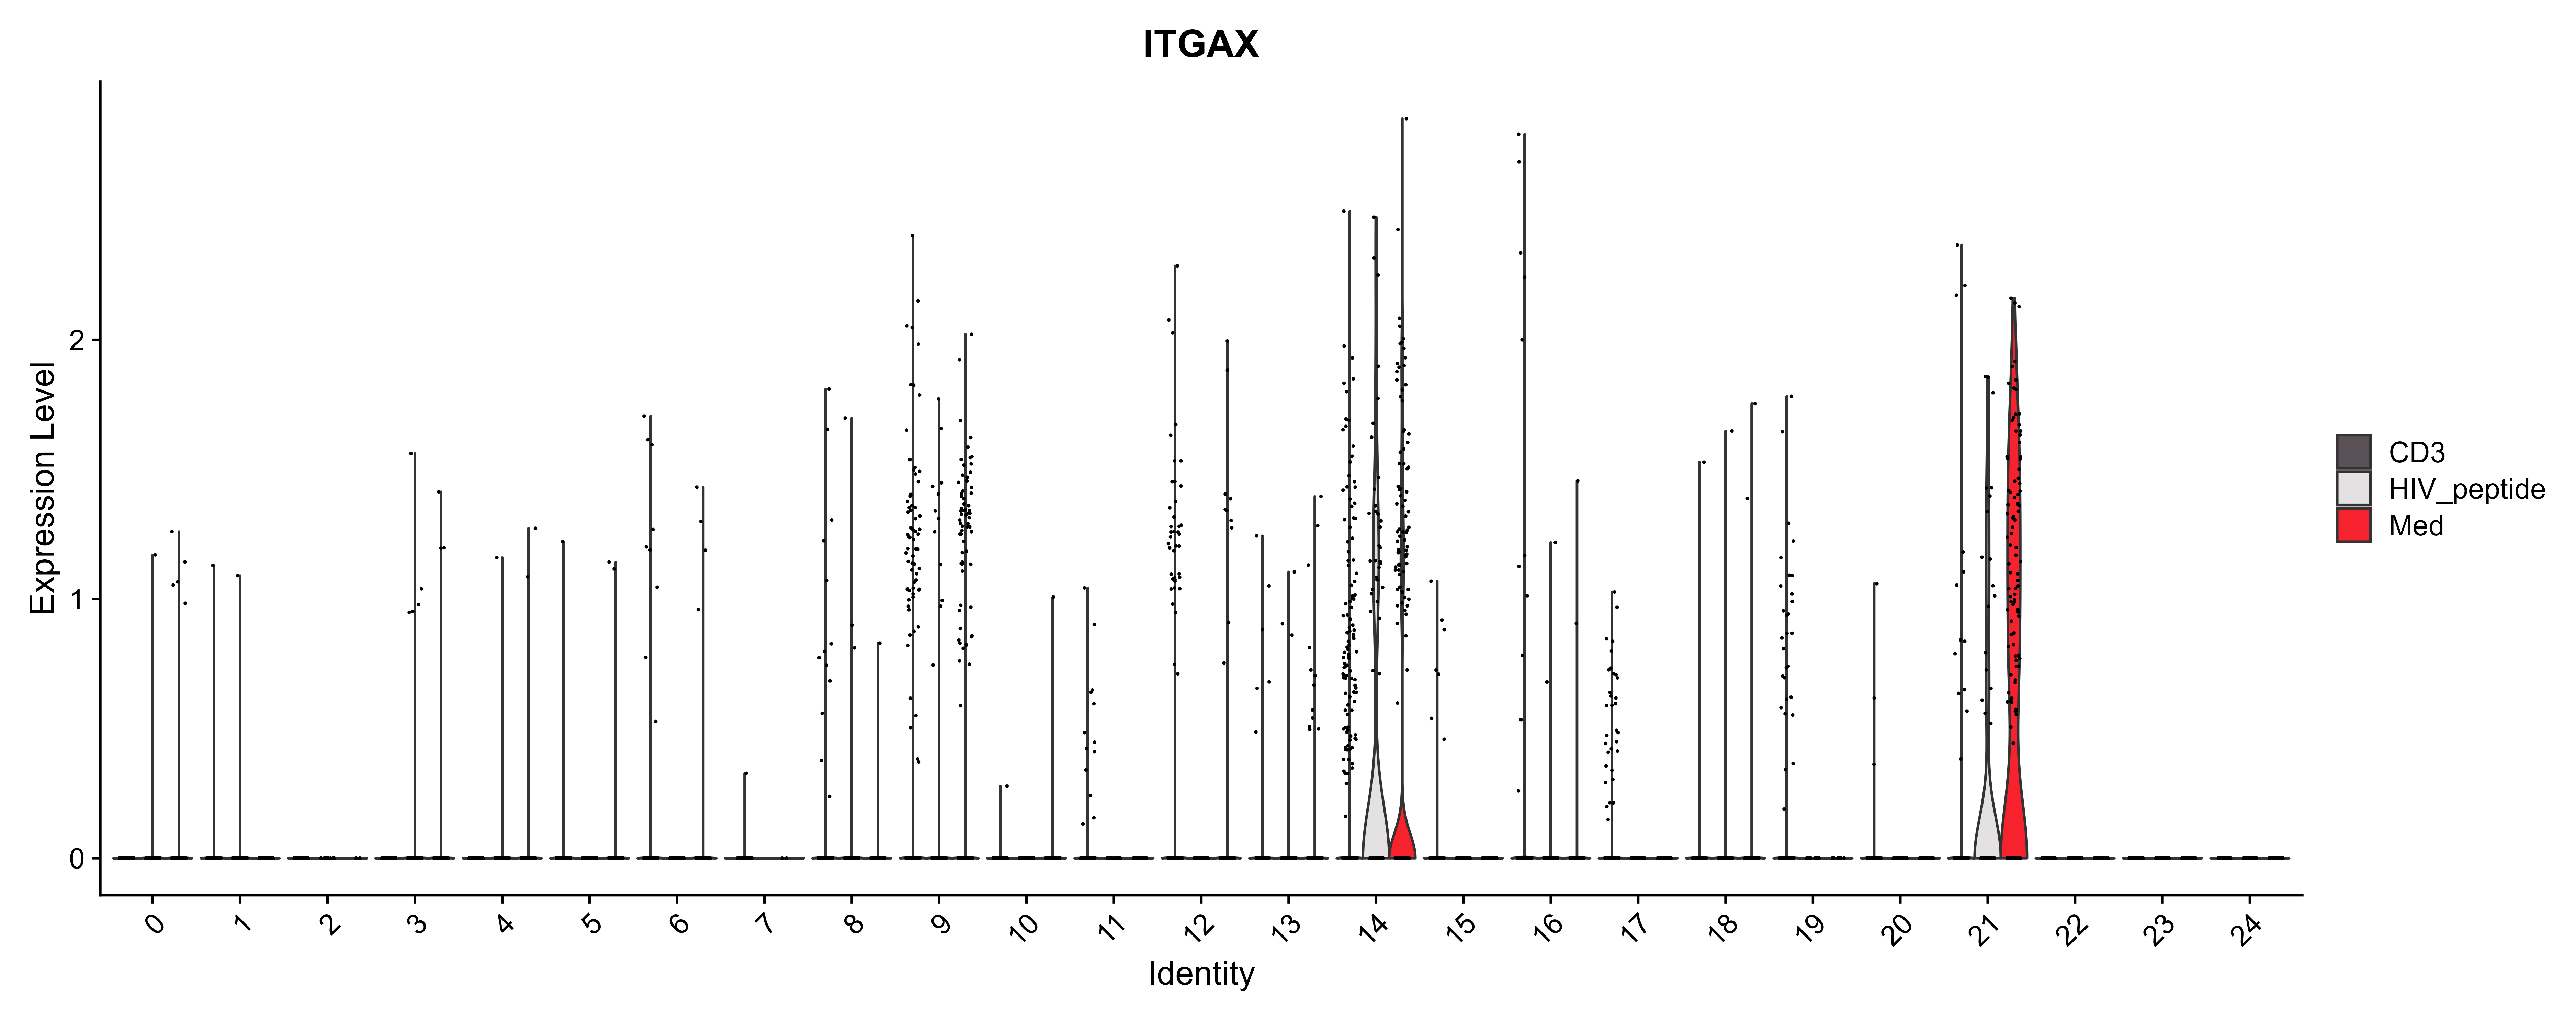 ITGAX
Expression Level
2
1
0
0 1 2 3 4 5 6 7 8 9 10 11 12 13 14 15 16 17 18 19 20 21 22 23 24
Identity
CD3
HIV_peptide
Med